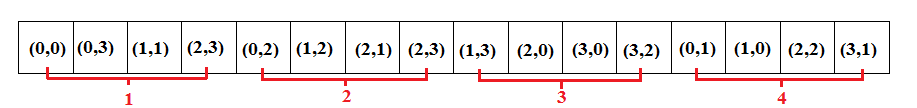 (0,0) (0,3) (1,1) (2,3) (0,2) (1,2) (2,1) (2,3) (1,3) (2,0) (3,0) (3,2) (0,1) (1,0) (2,2) (3,1)
1 2 3 4